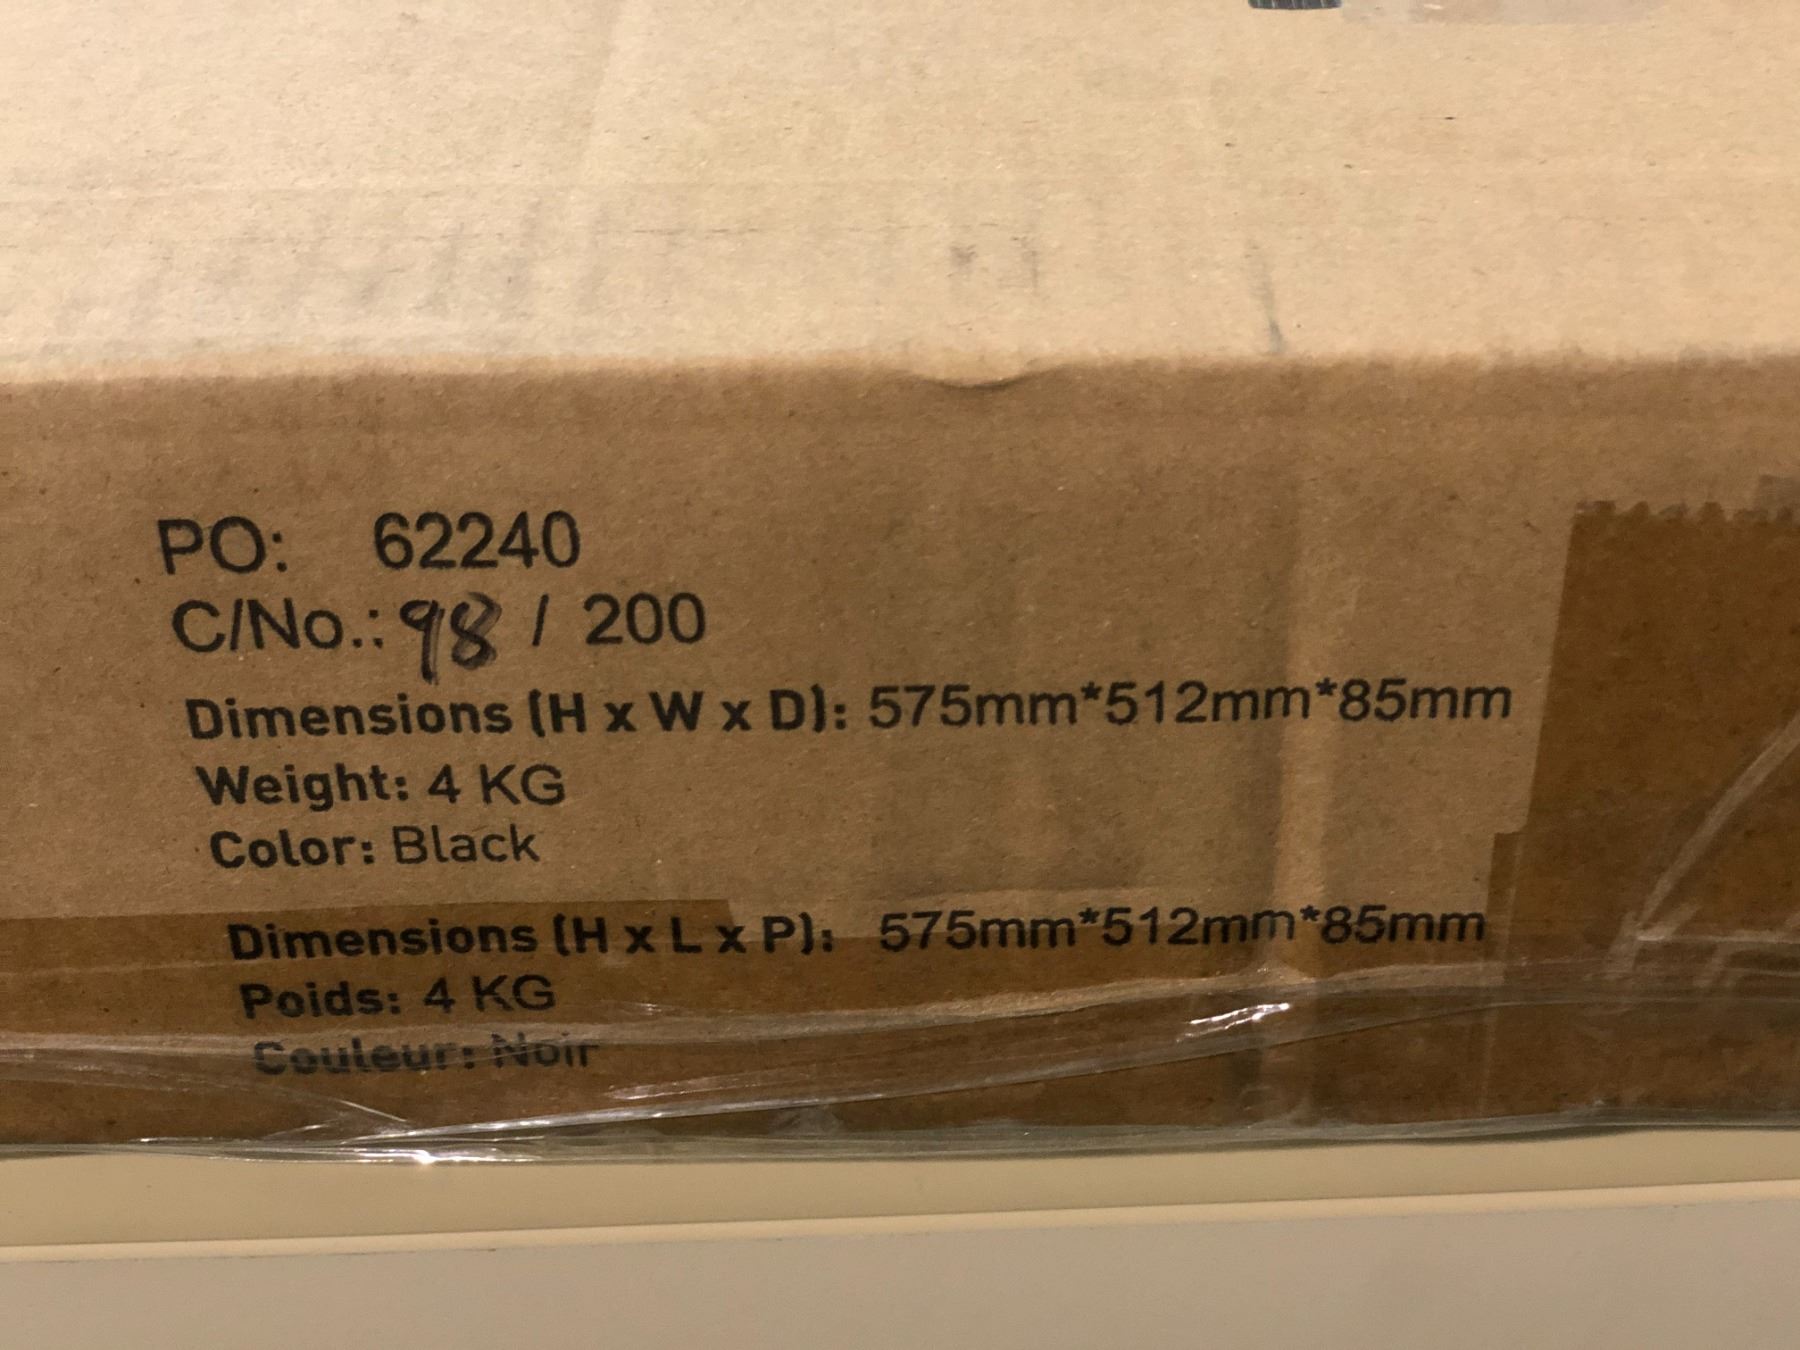 PO: 62240
C/No.: 98 / 200
Dimensions (H x W x D): 575mm*512mm*85mm
Weight: 4 KG
Color: Black
Dimensions (H x L x P): 575mm*512mm*85mm
Poids: 4 KG
Couleur: Noir